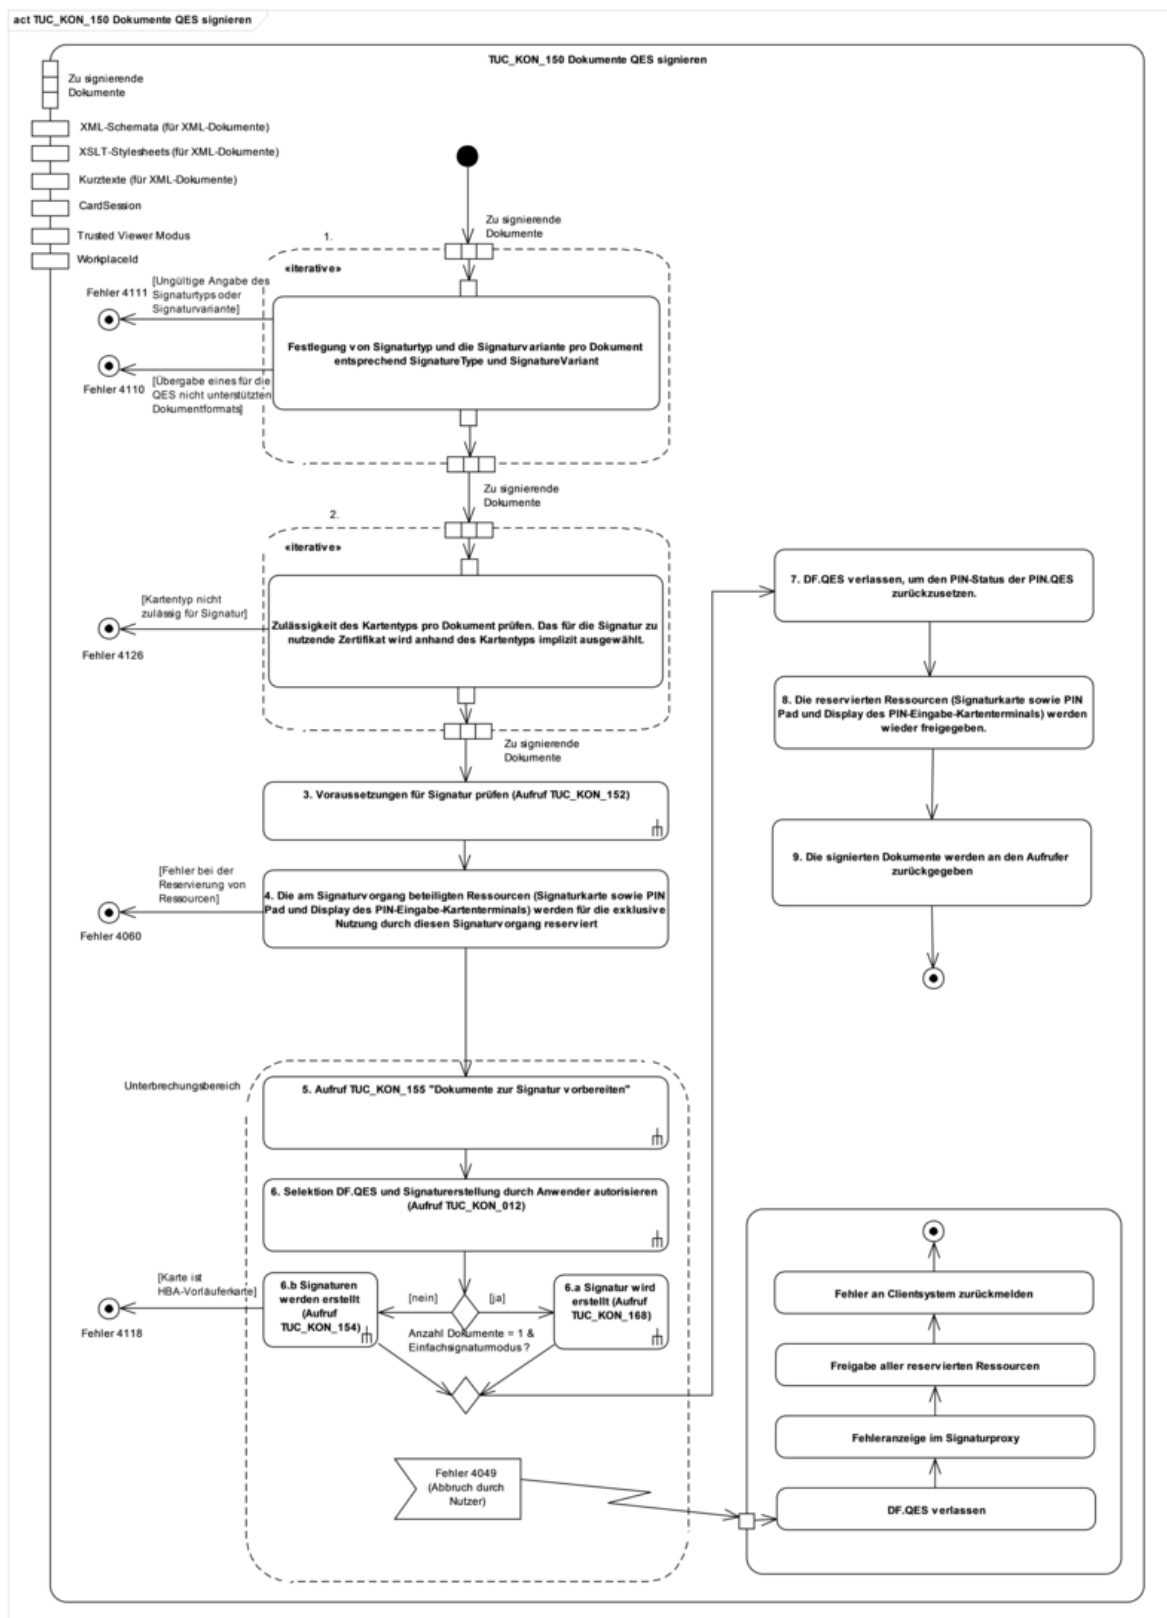 act TUC_KON_150 Dokumente QES signieren
TUC_KON_150 Dokumente QES signieren
Zu signierende
Dokumente
XML-Schemata (für XML-Dokumente)
XSLT-Stylesheets (für XML-Dokumente)
Kurztexte (für XML-Dokumente)
CardSession
Trusted Viewer Modus
WorkplaceId
Zu signierende
Dokumente
1.
«iterative»
[Ungültige Angabe des
Signaturtyps oder
Signaturvariante]
Fehler 4111
Festlegung von Signaturtyp und die Signaturvariante pro Dokument
entsprechend SignatureType und SignatureVariant
Fehler 4110
[Übergabe eines für die
QES nicht unterstützten
Dokumentformats]
Zu signierende
Dokumente
2.
«iterative»
[Kartentyp nicht
zulässig für Signatur]
Fehler 4126
Zulässigkeit des Kartentyps pro Dokument prüfen. Das für die Signatur zu
nutzende Zertifikat wird anhand des Kartentyps implizit ausgewählt.
Zu signierende
Dokumente
3. Voraussetzungen für Signatur prüfen (Aufruf TUC_KON_152)
[Fehler bei der
Reservierung von
Ressourcen]
Fehler 4060
4. Die am Signaturvorgang beteiligten Ressourcen (Signaturkarte sowie PIN
Pad und Display des PIN-Eingabe-Kartenterminals) werden für die exklusive
Nutzung durch diesen Signaturvorgang reserviert
Unterbrechungsbereich
5. Aufruf TUC_KON_155 "Dokumente zur Signatur vorbereiten"
6. Selektion DF.QES und Signaturerstellung durch Anwender autorisieren
(Aufruf TUC_KON_012)
[Karte ist
HBA-Vorläuferkarte]
Fehler 4118
6.b Signaturen
werden erstellt
(Aufruf
TUC_KON_154)
[nein]
[ja]
Anzahl Dokumente = 1 &
Einfachsignaturmodus ?
6.a Signatur wird
erstellt (Aufruf
TUC_KON_168)
Fehler 4049
(Abbruch durch
Nutzer)
7. DF.QES verlassen, um den PIN-Status der PIN.QES
zurückzusetzen.
8. Die reservierten Ressourcen (Signaturkarte sowie PIN
Pad und Display des PIN-Eingabe-Kartenterminals) werden
wieder freigegeben.
9. Die signierten Dokumente werden an den Aufrufer
zurückgegeben
Fehler an Clientsystem zurückmelden
Freigabe aller reservierten Ressourcen
Fehleranzeige im Signaturproxy
DF.QES verlassen